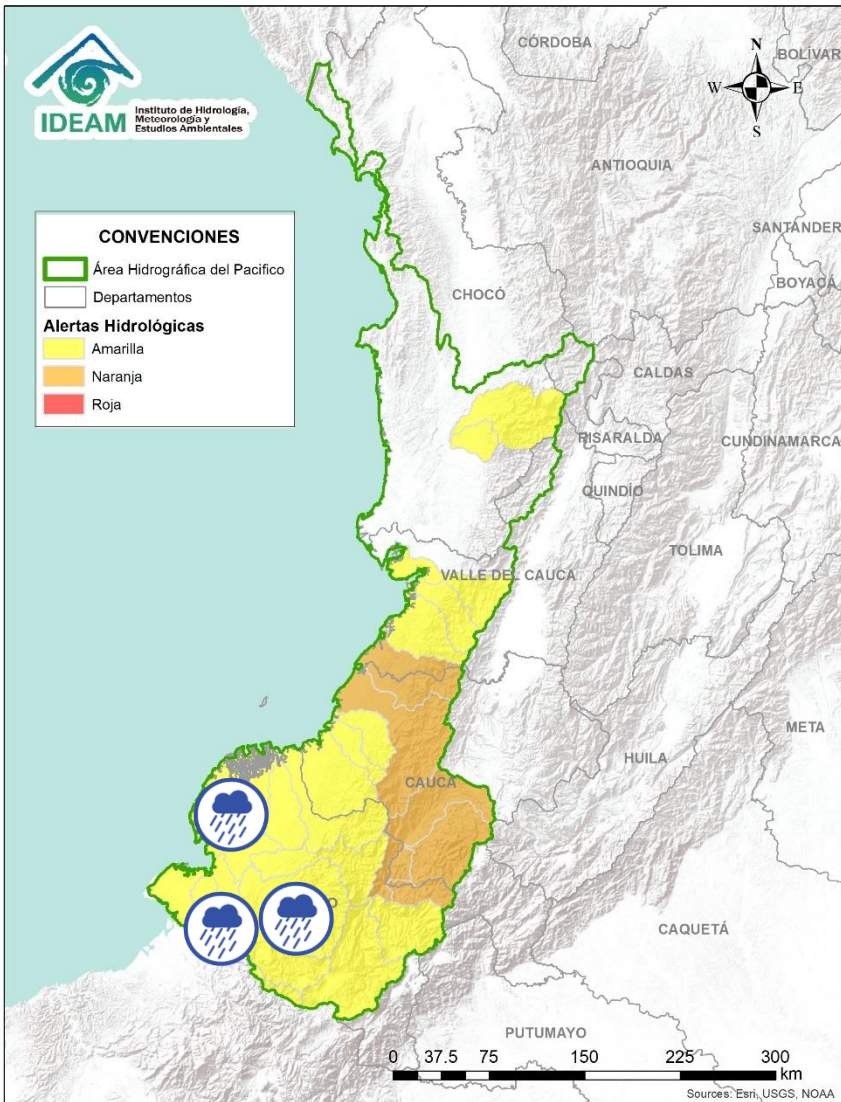 IDEAM
Instituto de Hidrología,
Meteorología y
Estudios Ambientales
CÓRDOBA
BOLÍVAR
N
W
E
S
ANTIOQUIA
SANTANDER
BOYACÁ
CHOCÓ
CONVENCIONES
Área Hidrográfica del Pacifico
Departamentos
Alertas Hidrológicas
Amarilla
Naranja
Roja
CALDAS
RISARALDA
CUNDINAMARCA
QUINDÍO
TOLIMA
VALLE DEL CAUCA
META
HUILA
CAUCA
O
CAQUETÁ
PUTUMAYO
0 37.5 75 150 225 300
km
Sources: Esri, USGS, NOAA